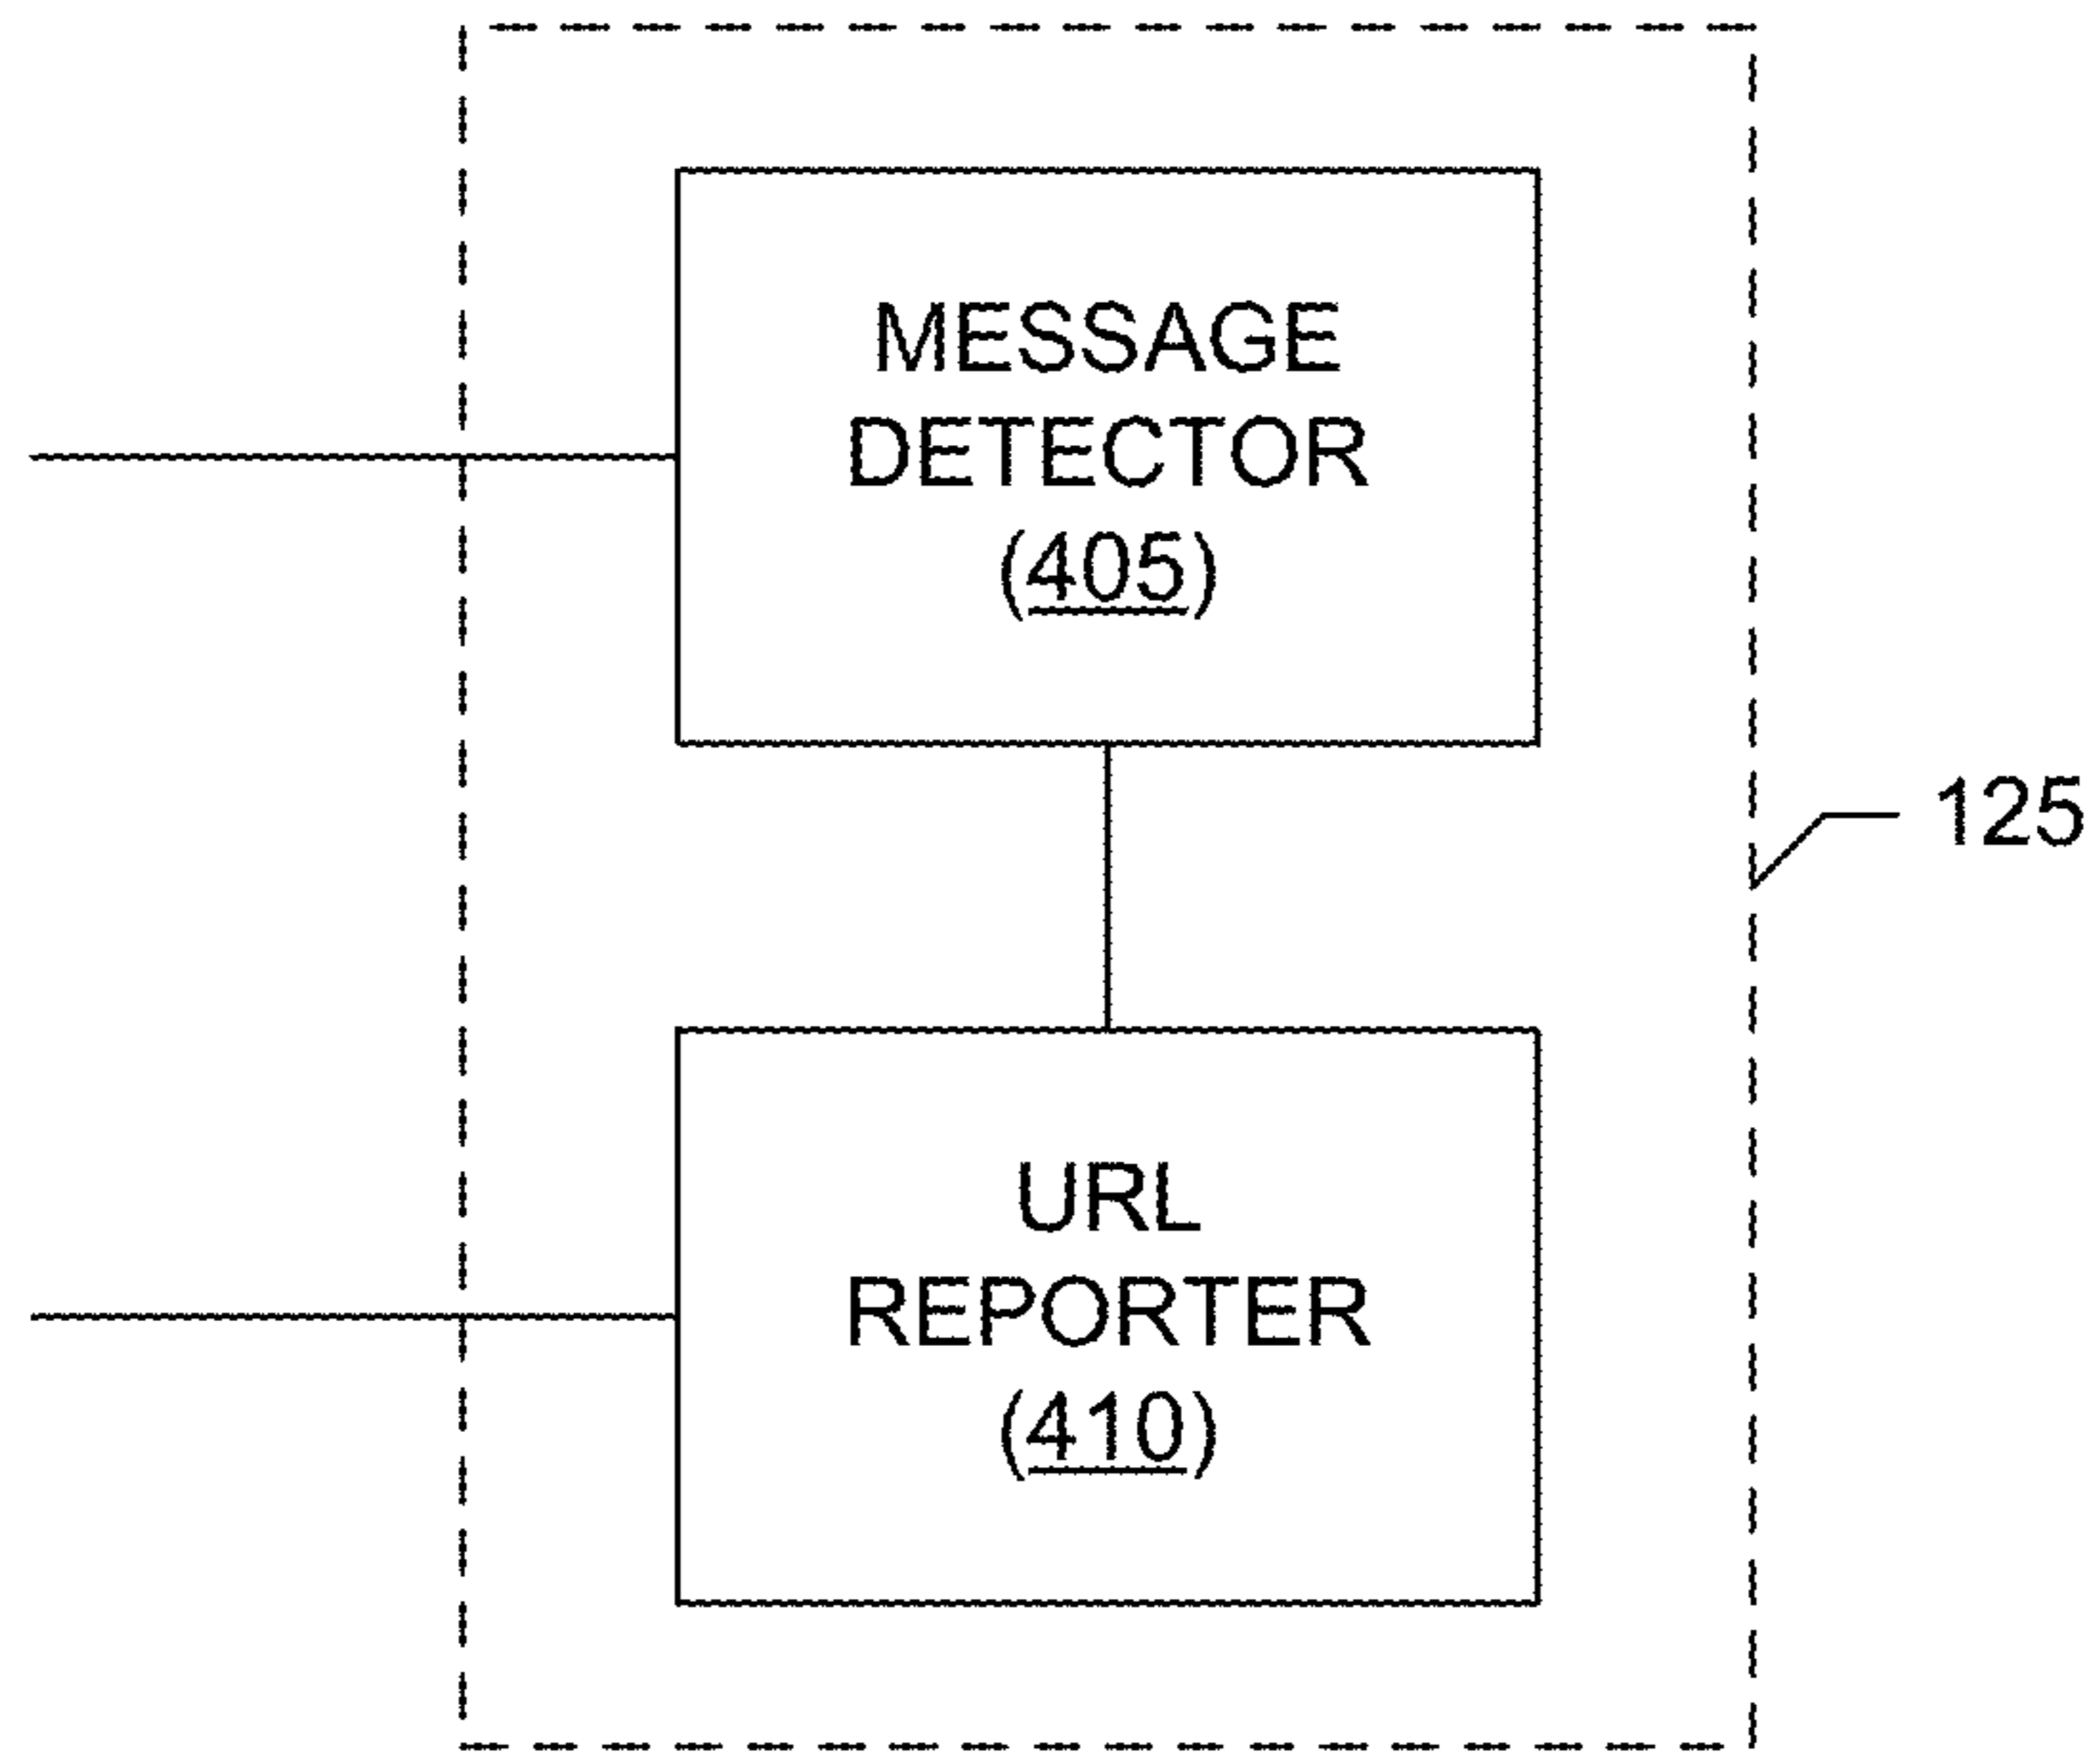 MESSAGE
DETECTOR
(405)
125
URL
REPORTER
(410)